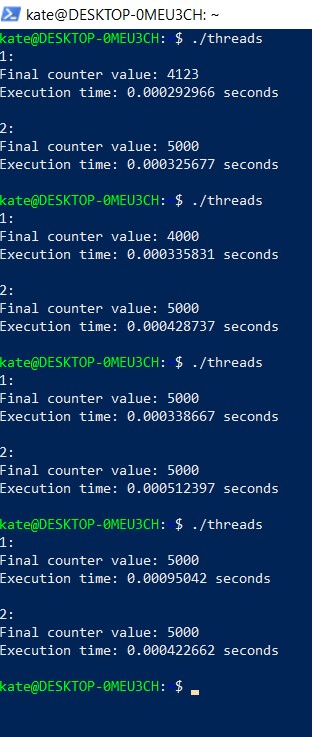 kate@DESKTOP-0MEU3CH: ~
kate@DESKTOP-0MEU3CH: $ ./threads
1:
Final counter value: 4123
Execution time: 0.000292966 seconds
2:
Final counter value: 5000
Execution time: 0.000325677 seconds
kate@DESKTOP-0MEU3CH: $ ./threads
1:
Final counter value: 4000
Execution time: 0.000335831 seconds
2:
Final counter value: 5000
Execution time: 0.000428737 seconds
kate@DESKTOP-0MEU3CH: $ ./threads
1:
Final counter value: 5000
Execution time: 0.000338667 seconds
2:
Final counter value: 5000
Execution time: 0.000512397 seconds
kate@DESKTOP-0MEU3CH: $ ./threads
1:
Final counter value: 5000
Execution time: 0.00095042 seconds
2:
Final counter value: 5000
Execution time: 0.000422662 seconds
kate@DESKTOP-0MEU3CH: $